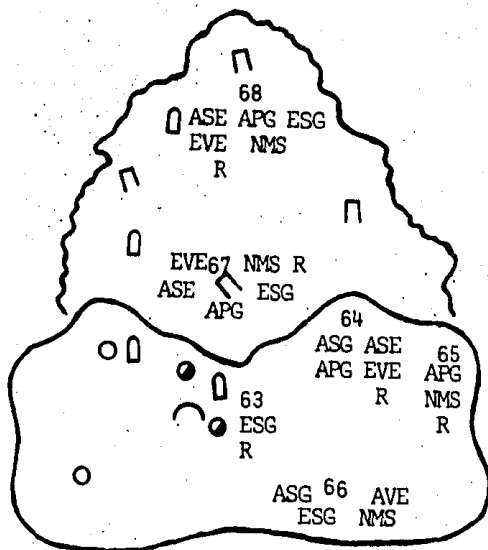 68
ASE APG ESG
EVE NMS
R
EVE 67 NMS R
ASE ESG
APG
64
ASG ASE
APG EVE
R
65
APG
NMS
R
63
ESG
R
ASG 66 AVE
ESG NMS